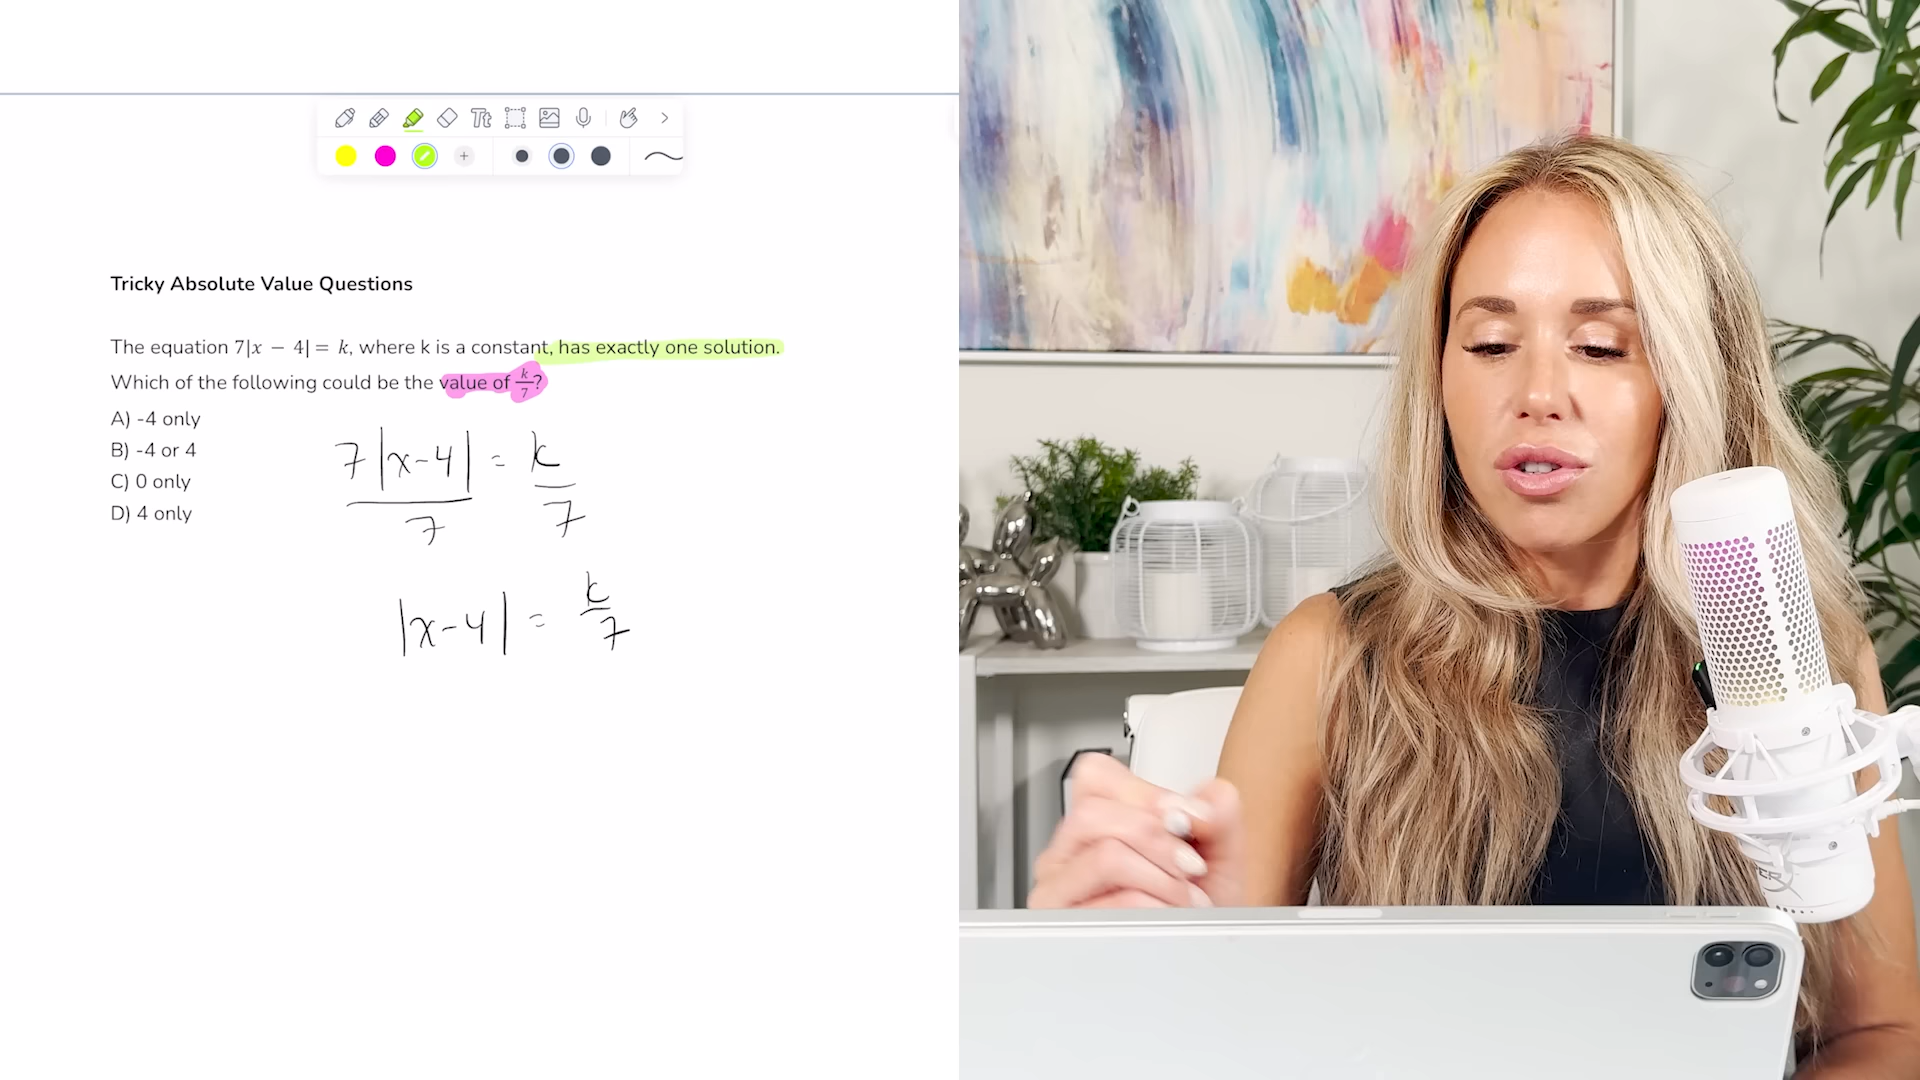 Tt
Tricky Absolute Value Questions
The equation 7|x − 4| = k, where k is a constant, has exactly one solution.
Which of the following could be the value of k/7?
A) -4 only
B) -4 or 4
C) 0 only
D) 4 only
7|x-4| = k
7 7
|x-4| = k/7